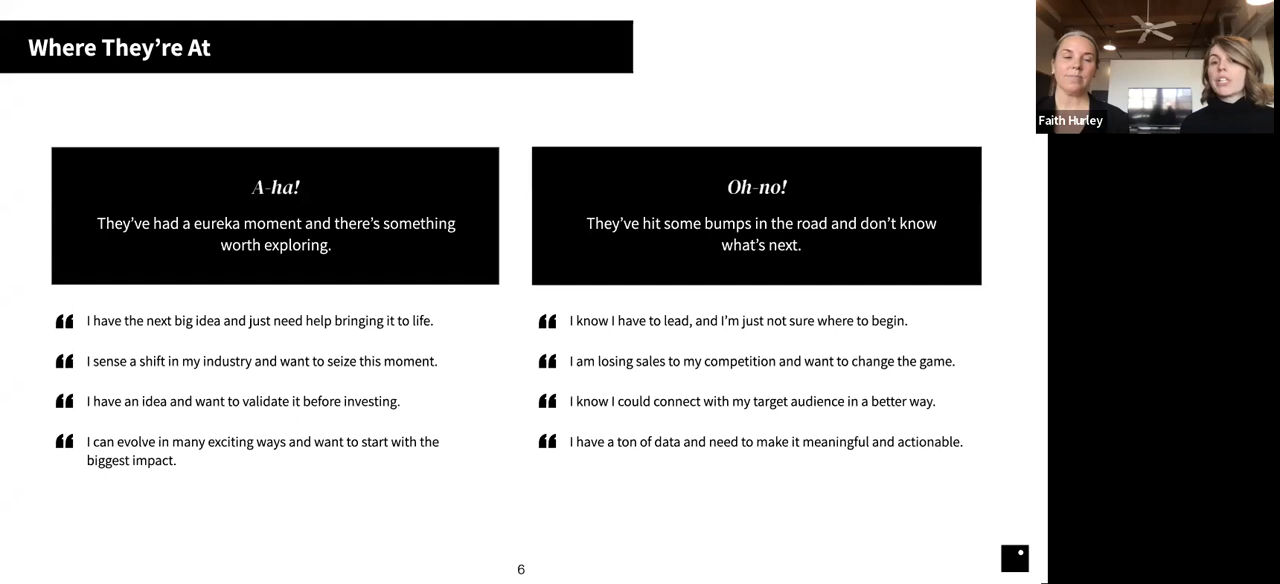 Where They’re At
Faith Hurley
A-ha!
They’ve had a eureka moment and there’s something
worth exploring.
Oh-no!
They’ve hit some bumps in the road and don’t know
what’s next.
❝ I have the next big idea and just need help bringing it to life.
❝ I sense a shift in my industry and want to seize this moment.
❝ I have an idea and want to validate it before investing.
❝ I can evolve in many exciting ways and want to start with the
biggest impact.
❝ I know I have to lead, and I’m just not sure where to begin.
❝ I am losing sales to my competition and want to change the game.
❝ I know I could connect with my target audience in a better way.
❝ I have a ton of data and need to make it meaningful and actionable.
6